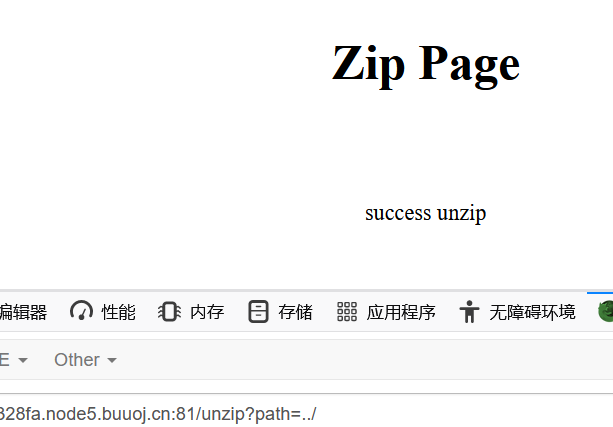 Zip Page
success unzip
编辑器 性能 内存 存储 应用程序 无障碍环境
E Other
328fa.node5.buuoj.cn:81/unzip?path=../